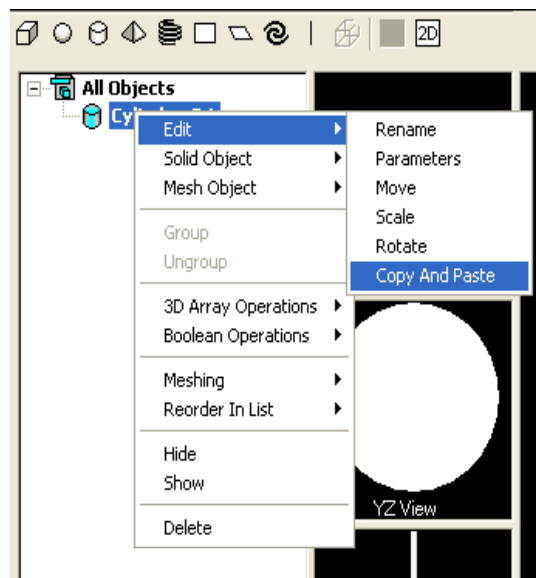 2D
All Objects
Edit
Solid Object
Mesh Object
Group
Ungroup
3D Array Operations
Boolean Operations
Meshing
Reorder In List
Hide
Show
Delete
Rename
Parameters
Move
Scale
Rotate
Copy And Paste
YZ View